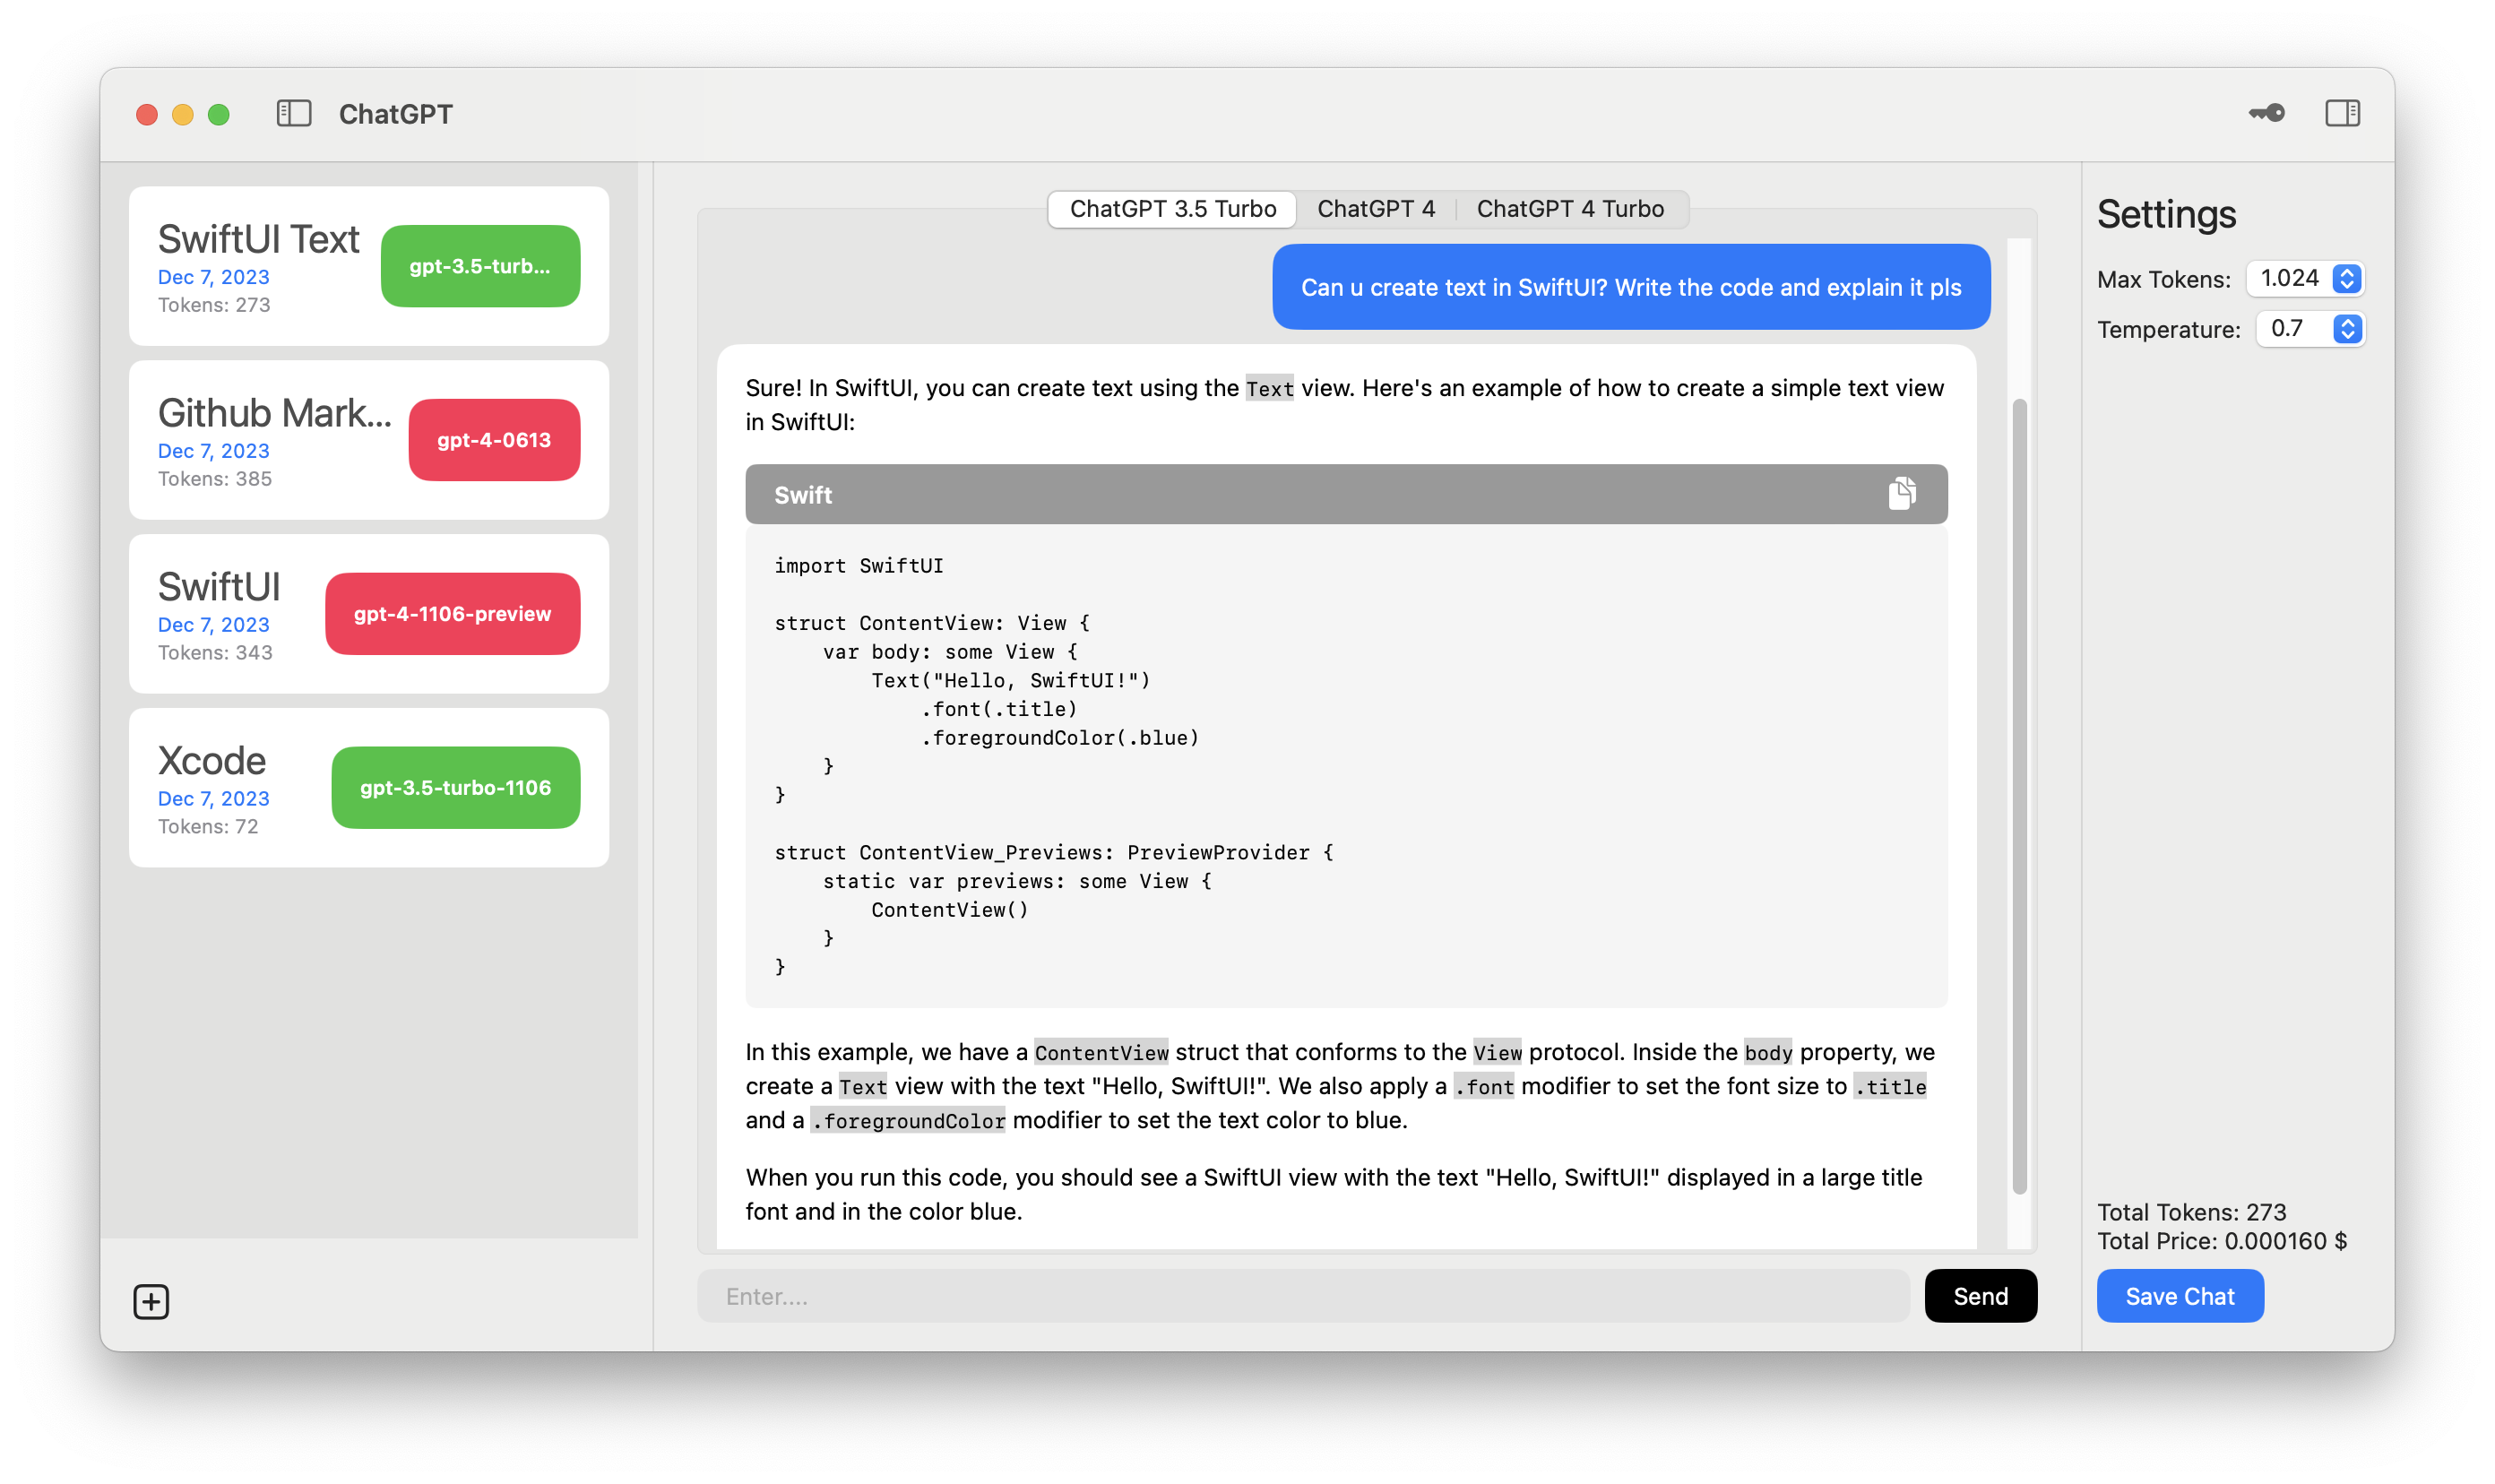 ChatGPT
SwiftUI Text
Dec 7, 2023
Tokens: 273
gpt-3.5-turb...
Github Mark...
Dec 7, 2023
Tokens: 385
gpt-4-0613
SwiftUI
Dec 7, 2023
Tokens: 343
gpt-4-1106-preview
Xcode
Dec 7, 2023
Tokens: 72
gpt-3.5-turbo-1106
ChatGPT 3.5 Turbo
ChatGPT 4
ChatGPT 4 Turbo
Can u create text in SwiftUI? Write the code and explain it pls
Sure! In SwiftUI, you can create text using the Text view. Here's an example of how to create a simple text view
in SwiftUI:
Swift
import SwiftUI
struct ContentView: View {
    var body: some View {
        Text("Hello, SwiftUI!")
            .font(.title)
            .foregroundColor(.blue)
    }
}
struct ContentView_Previews: PreviewProvider {
    static var previews: some View {
        ContentView()
    }
}
In this example, we have a ContentView struct that conforms to the View protocol. Inside the body property, we
create a Text view with the text "Hello, SwiftUI!". We also apply a .font modifier to set the font size to .title
and a .foregroundColor modifier to set the text color to blue.
When you run this code, you should see a SwiftUI view with the text "Hello, SwiftUI!" displayed in a large title
font and in the color blue.
Enter....
Send
Settings
Max Tokens: 1.024
Temperature: 0.7
Total Tokens: 273
Total Price: 0.000160 $
Save Chat